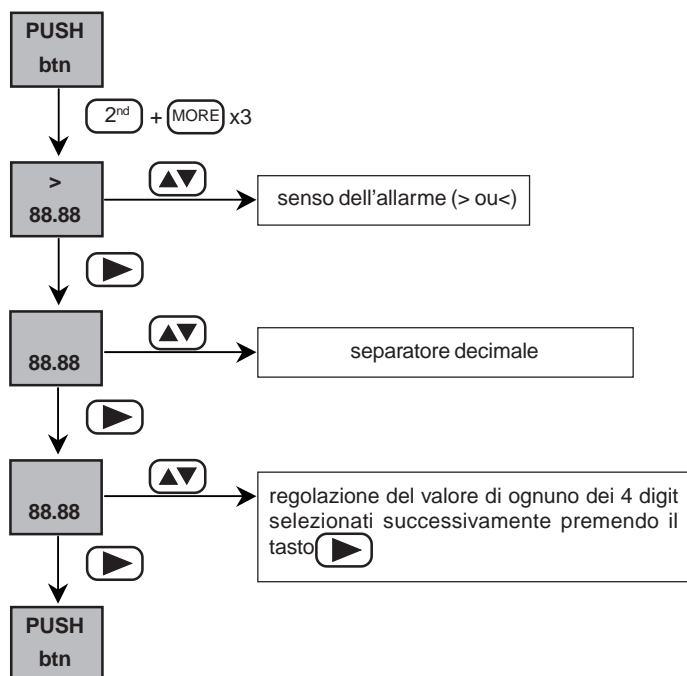 PUSH
btn
2nd + MORE x3
>
88.88
senso dell'allarme (> ou<)
88.88
separatore decimale
88.88
regolazione del valore di ognuno dei 4 digit
selezionati successivamente premendo il
tasto
PUSH
btn